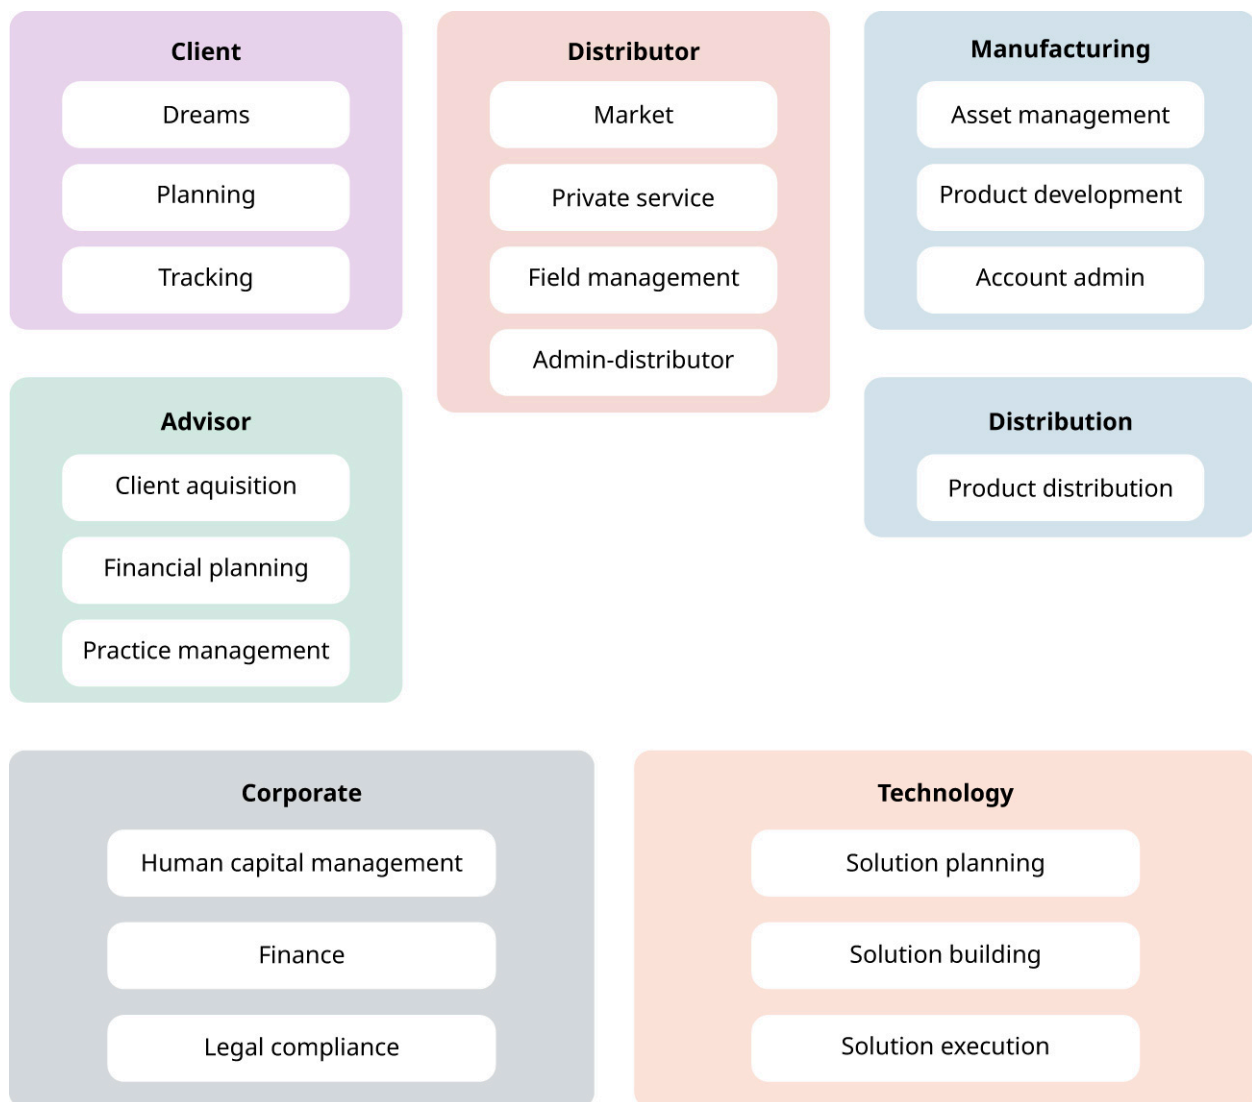 Client
Dreams
Planning
Tracking
Distributor
Market
Private service
Field management
Admin-distributor
Manufacturing
Asset management
Product development
Account admin
Advisor
Client aquisition
Financial planning
Practice management
Distribution
Product distribution
Corporate
Human capital management
Finance
Legal compliance
Technology
Solution planning
Solution building
Solution execution